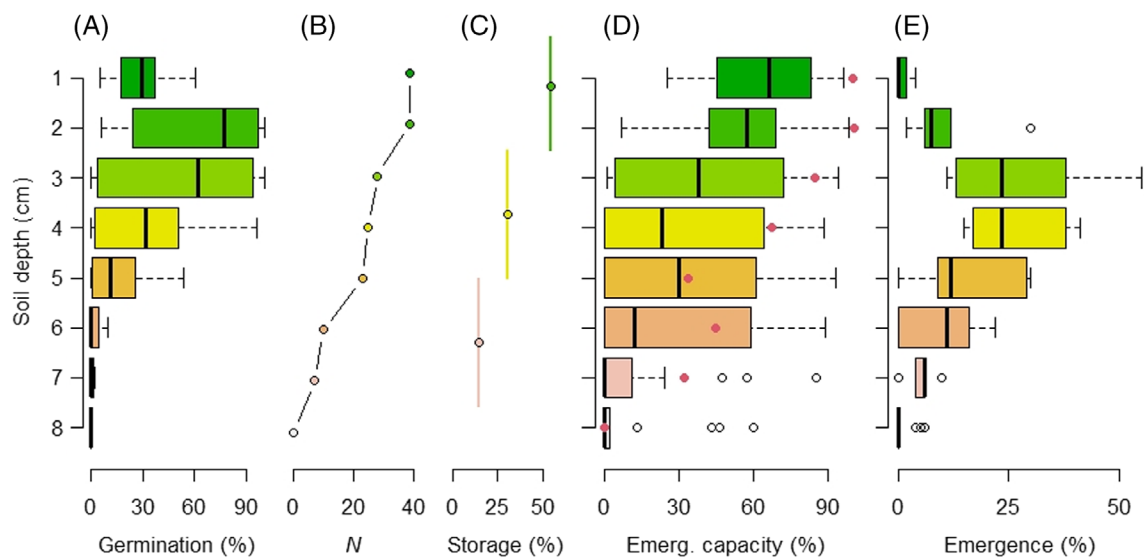 (A) (B) (C) (D) (E)
Soil depth (cm)
1
2
3
4
5
6
7
8
0 30 60 90 0 20 40 0 25 50 0 30 60 90 0 25 50
Germination (%) N Storage (%) Emerg. capacity (%) Emergence (%)